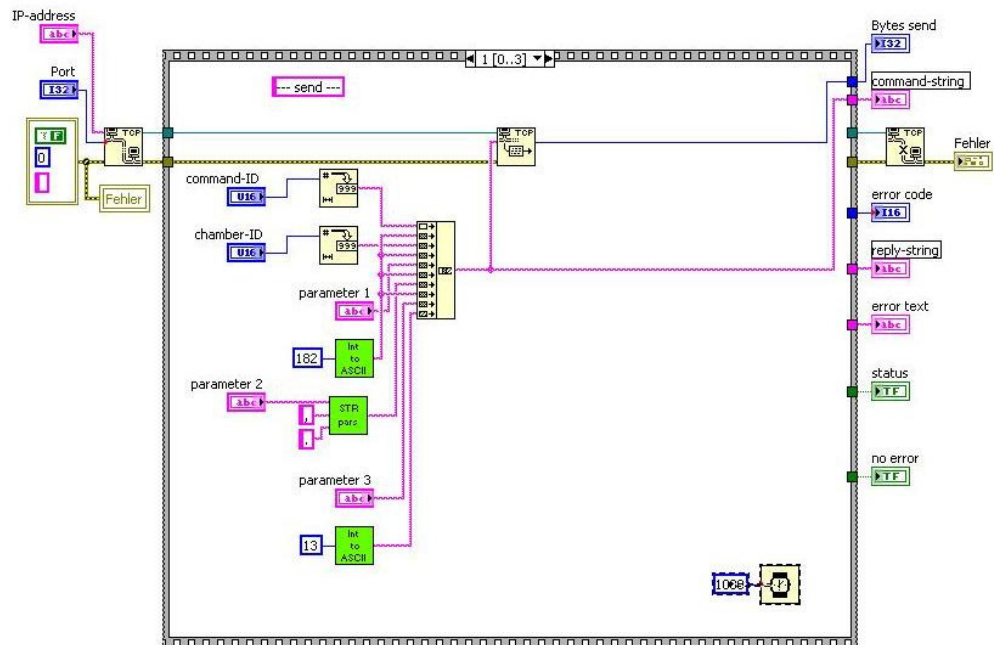 IP-address
abc
Port
I32
TF
0
Fehler
TCP
1 [0..3]
--- send ---
TCP
command-ID
U16
# 999
chamber-ID
U16
# 999
parameter 1
abc
182
Int
to
ASCII
parameter 2
abc
,
.
STR
pars
parameter 3
abc
13
Int
to
ASCII
Bytes send
I32
command-string
abc
TCP
Fehler
error code
I16
reply-string
abc
error text
abc
status
TF
no error
TF